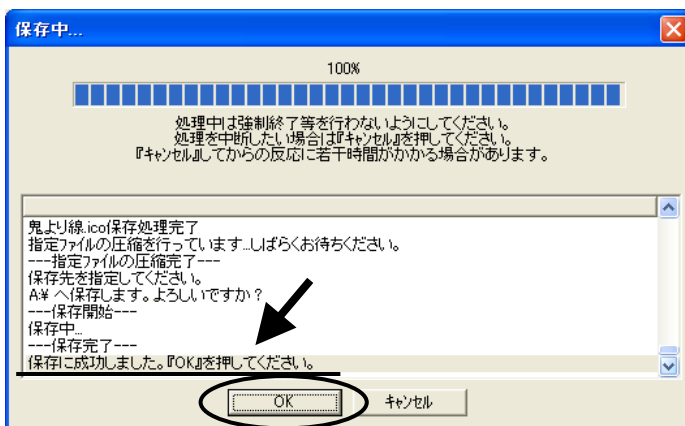 保存中...
100%
処理中は強制終了等を行わないようにしてください。
処理を中断したい場合は『キャンセル』を押してください。
『キャンセル』してからの反応に若干時間がかかる場合があります。
鬼より線.ico保存処理完了
指定ファイルの圧縮を行っています...しばらくお待ちください。
---指定ファイルの圧縮完了---
保存先を指定してください。
A:¥ へ保存します。よろしいですか？
---保存開始---
保存中...
---保存完了---
保存に成功しました。『OK』を押してください。
OK
キャンセル